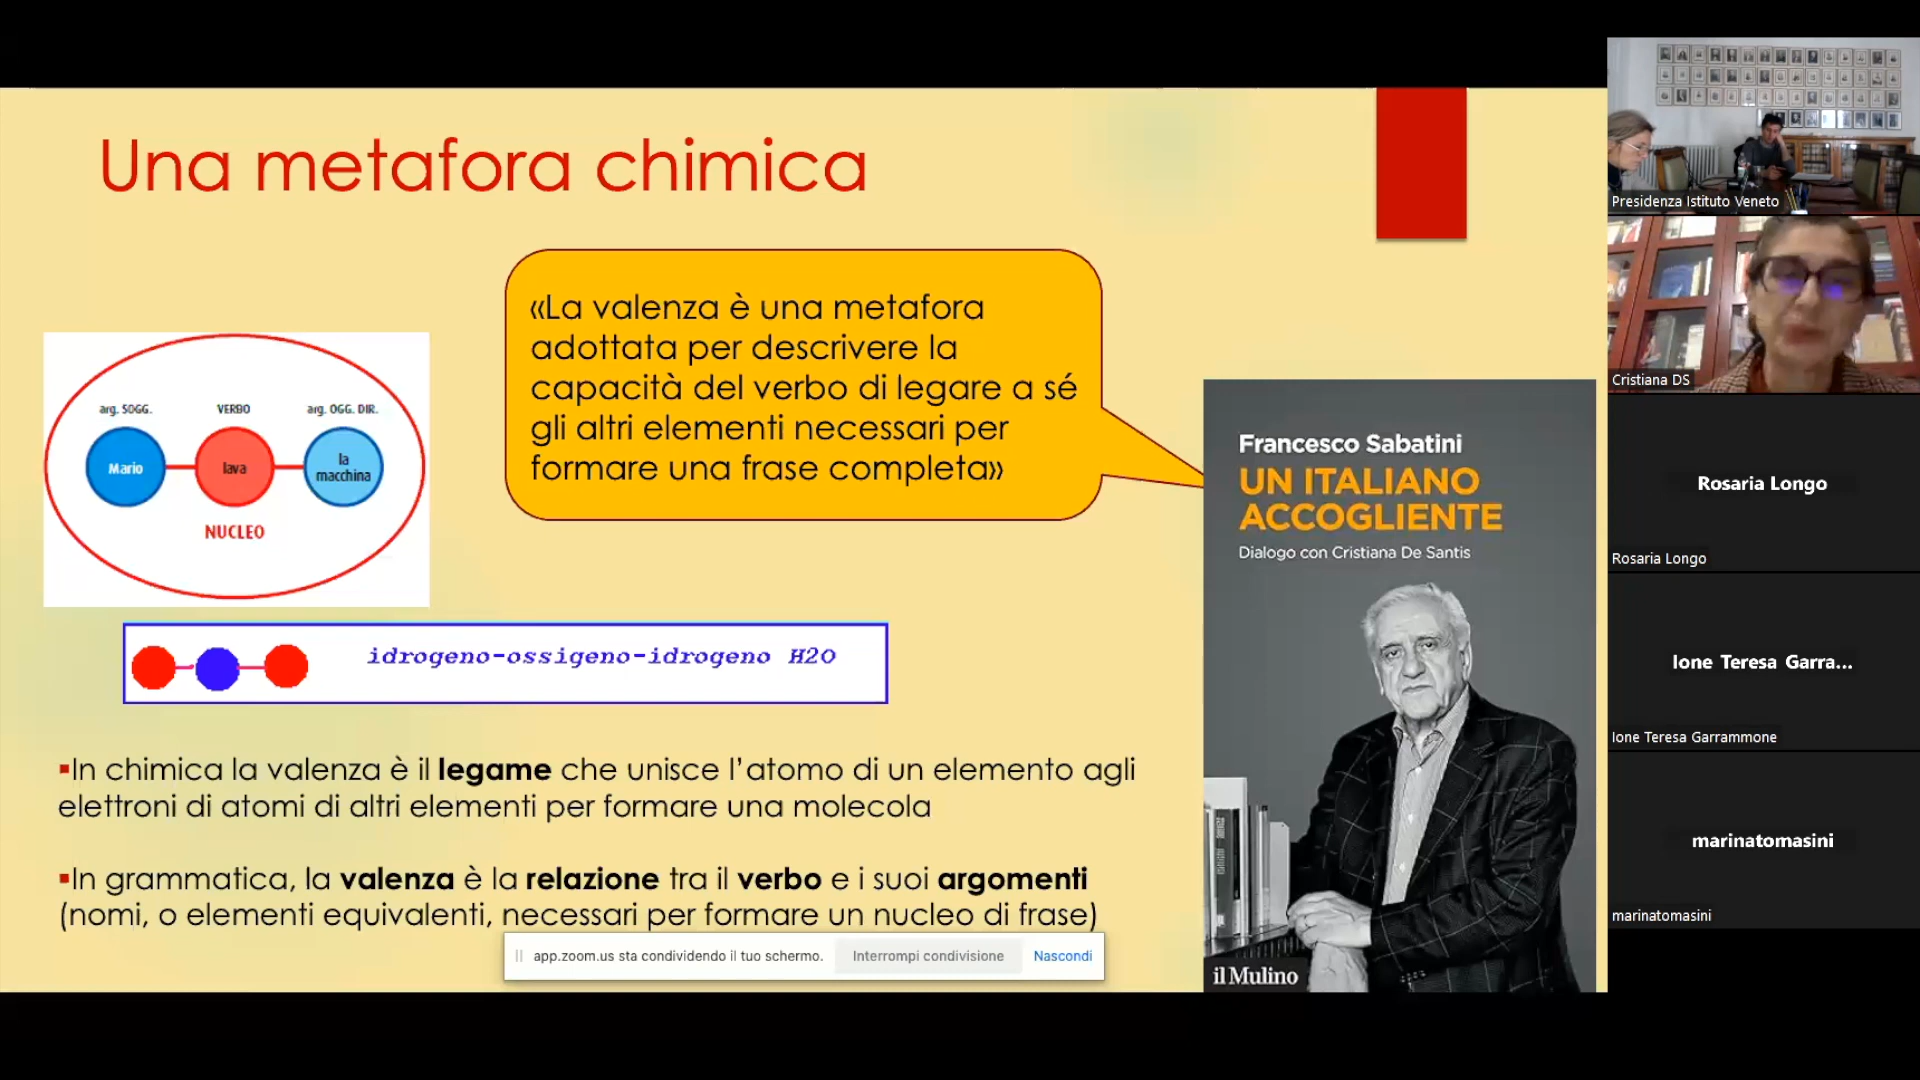 Una metafora chimica
«La valenza è una metafora
adottata per descrivere la
capacità del verbo di legare a sé
gli altri elementi necessari per
formare una frase completa»
arg. SOGG.
VERBO
arg. OGG. DIR.
Mario
lava
la
macchina
NUCLEO
idrogeno-ossigeno-idrogeno H2O
▪In chimica la valenza è il legame che unisce l’atomo di un elemento agli
elettroni di atomi di altri elementi per formare una molecola
▪In grammatica, la valenza è la relazione tra il verbo e i suoi argomenti
(nomi, o elementi equivalenti, necessari per formare un nucleo di frase)
app.zoom.us sta condividendo il tuo schermo.
Interrompi condivisione
Nascondi
Francesco Sabatini
UN ITALIANO
ACCOGLIENTE
Dialogo con Cristiana De Santis
il Mulino
Presidenza Istituto Veneto
Cristiana DS
Rosaria Longo
Rosaria Longo
Ione Teresa Garra...
Ione Teresa Garrammone
marinatomasini
marinatomasini